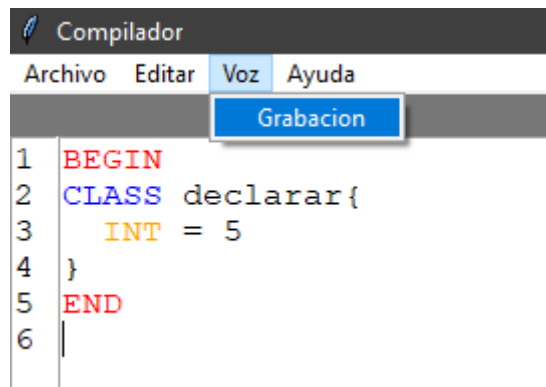 Compilador
Archivo Editar Voz Ayuda
Grabacion
1 BEGIN
2 CLASS declarar{
3 INT = 5
4 }
5 END
6